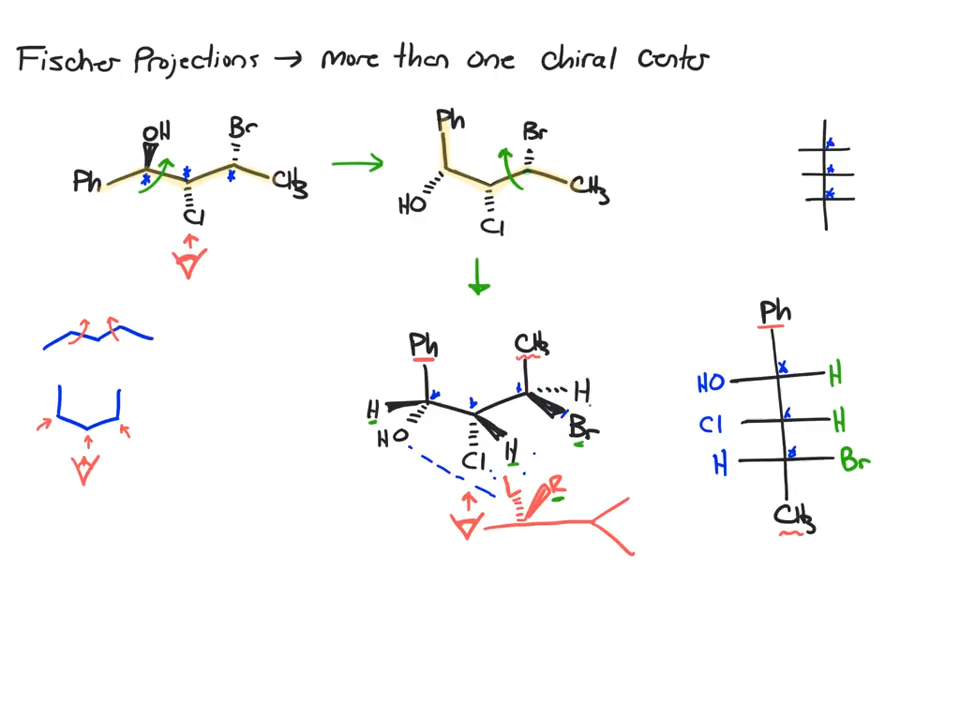 Fischer Projections → more than one chiral center
OH
Br
Ph
CH3
Cl
Ph
Br
HO
CH3
Cl
Ph
CH3
H
H
HO
Br
Cl
H
L
R
Ph
HO
H
Cl
H
H
Br
CH3